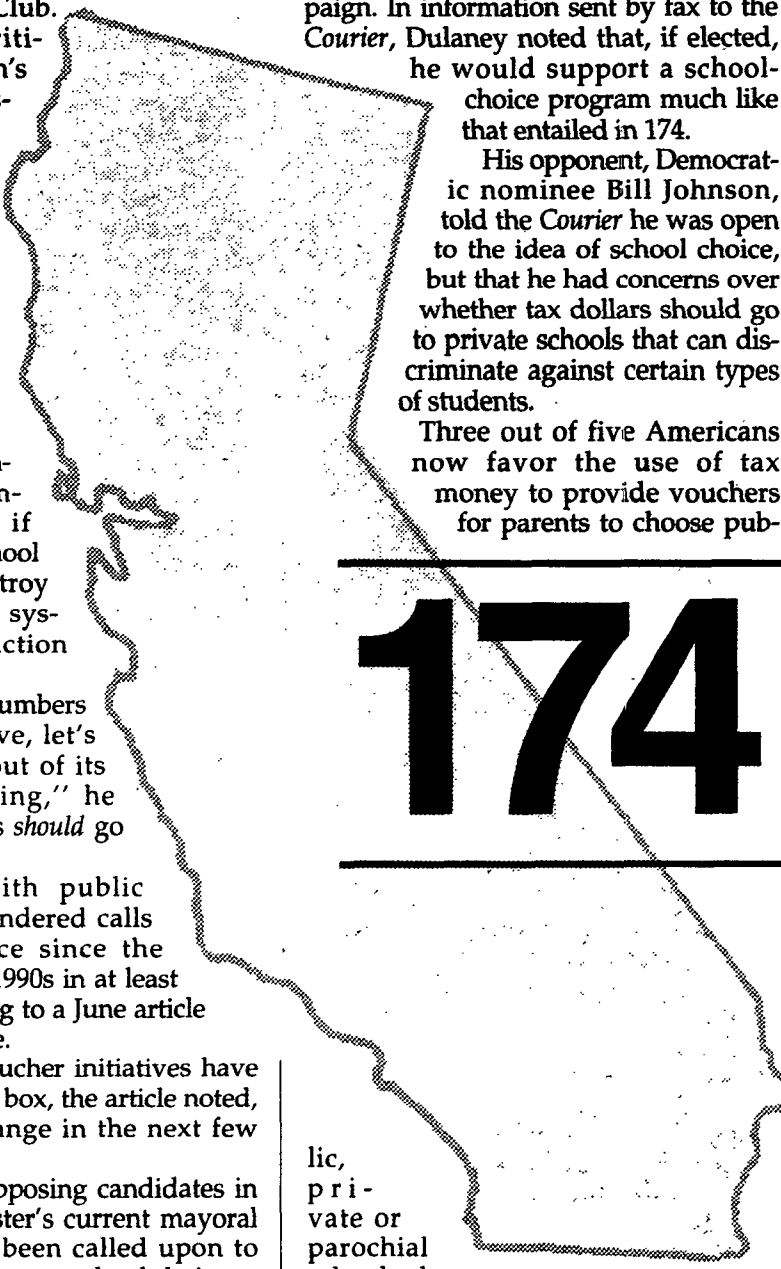 Club.
riti-
n's
if
hool
troy
sys-
ction
umbers
ve, let's
out of its
ing," he
s should go
ith public
ndered calls
ce since the
1990s in at least
g to a June article
e.
ucher initiatives have
box, the article noted,
ange in the next few
pposing candidates in
ster's current mayoral
been called upon to
paign. In information sent by fax to the
Courier, Dulaney noted that, if elected,
he would support a school-
choice program much like
that entailed in 174.
His opponent, Democrat-
ic nominee Bill Johnson,
told the Courier he was open
to the idea of school choice,
but that he had concerns over
whether tax dollars should go
to private schools that can dis-
criminate against certain types
of students.
Three out of five Americans
now favor the use of tax
money to provide vouchers
for parents to choose pub-
174
lic,
pri-
vate or
parochial